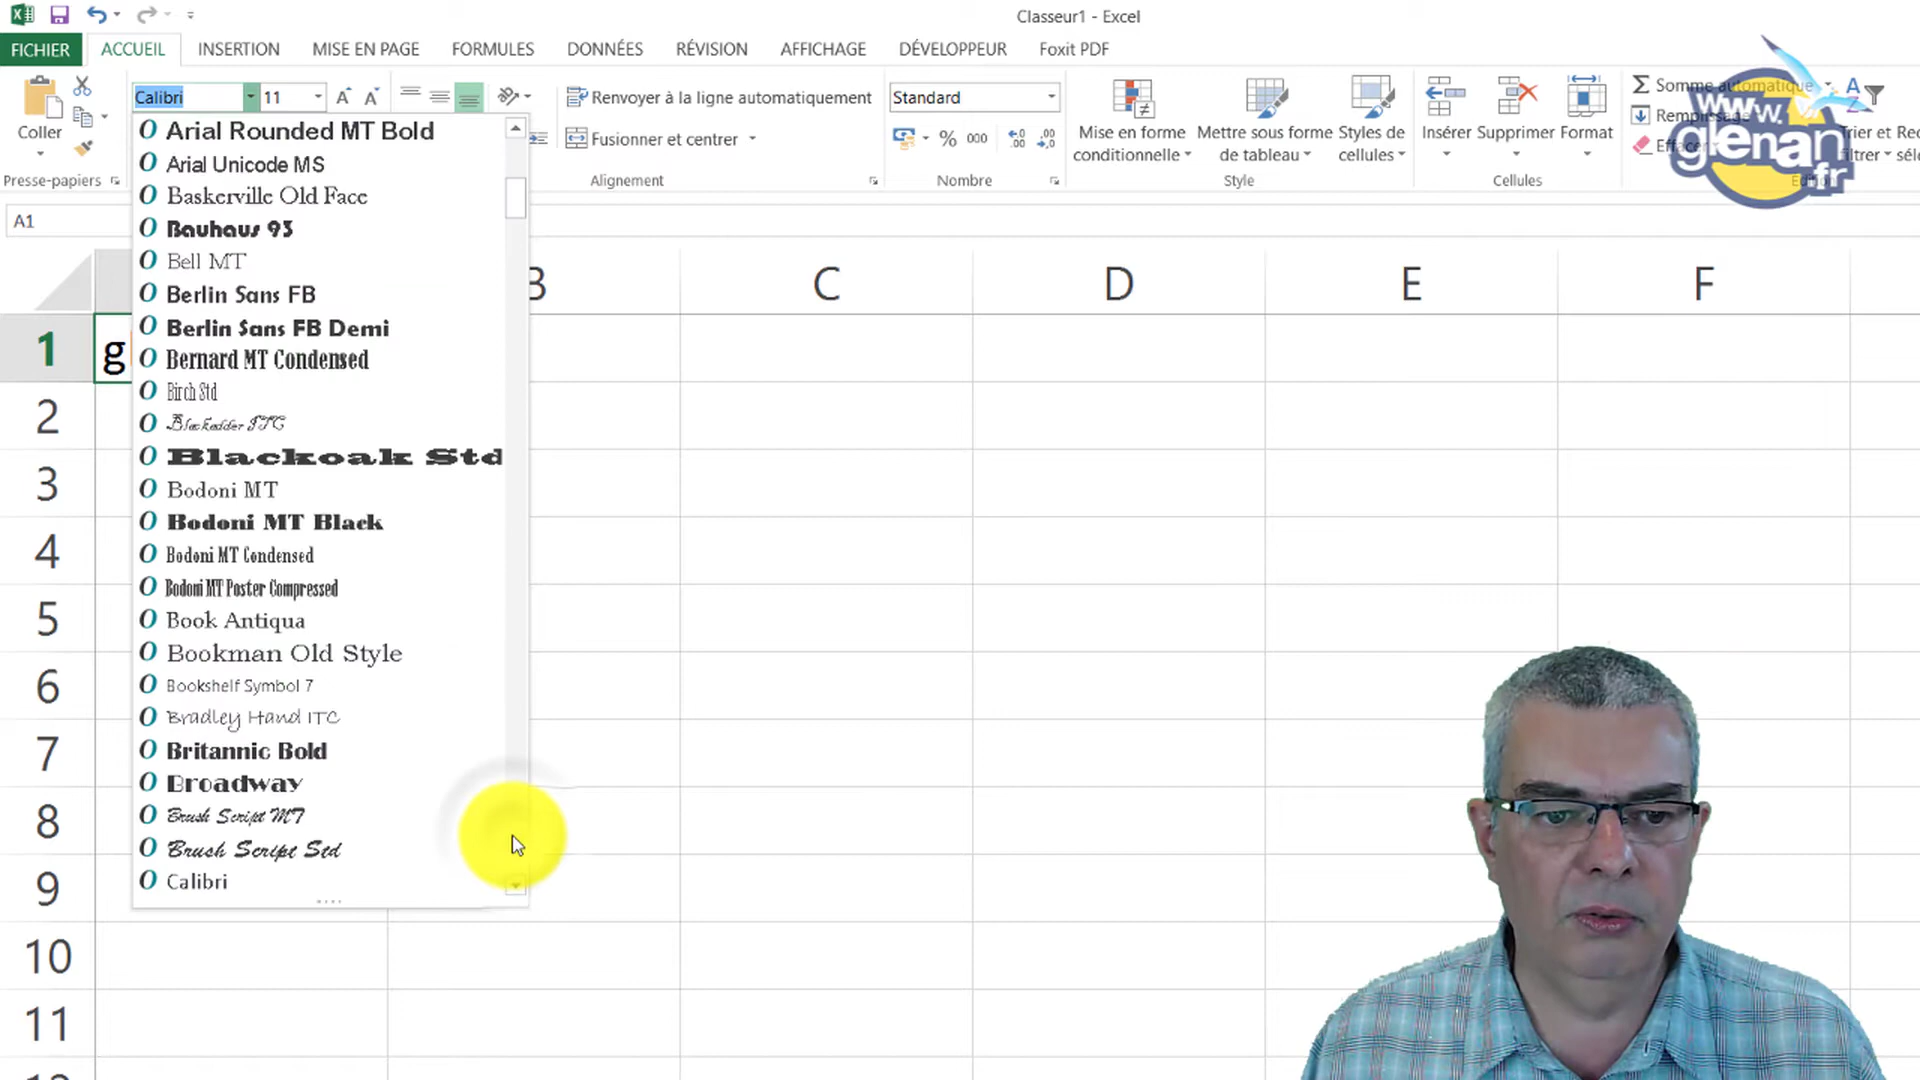 Classeur1 - Excel
FICHIER ACCUEIL INSERTION MISE EN PAGE FORMULES DONNÉES RÉVISION AFFICHAGE DÉVELOPPEUR Foxit PDF
Coller
Presse-papiers
Calibri 11
Renvoyer à la ligne automatiquement
Fusionner et centrer
Alignement
Standard
% 000
Nombre
Mise en forme
conditionnelle
Mettre sous forme
de tableau
Styles de
cellules
Style
Insérer Supprimer Format
Cellules
Somme automatique
Trier et
www.
glenan
.fr
A1
Arial Rounded MT Bold
Arial Unicode MS
Baskerville Old Face
Bauhaus 93
Bell MT
Berlin Sans FB
Berlin Sans FB Demi
Bernard MT Condensed
Birch Std
Blackadder ITC
Blackoak Std
Bodoni MT
Bodoni MT Black
Bodoni MT Condensed
Bodoni MT Poster Compressed
Book Antiqua
Bookman Old Style
Bookshelf Symbol 7
Bradley Hand ITC
Britannic Bold
Broadway
Brush Script MT
Brush Script Std
Calibri
B C D E F
1
2
3
4
5
6
7
8
9
10
11